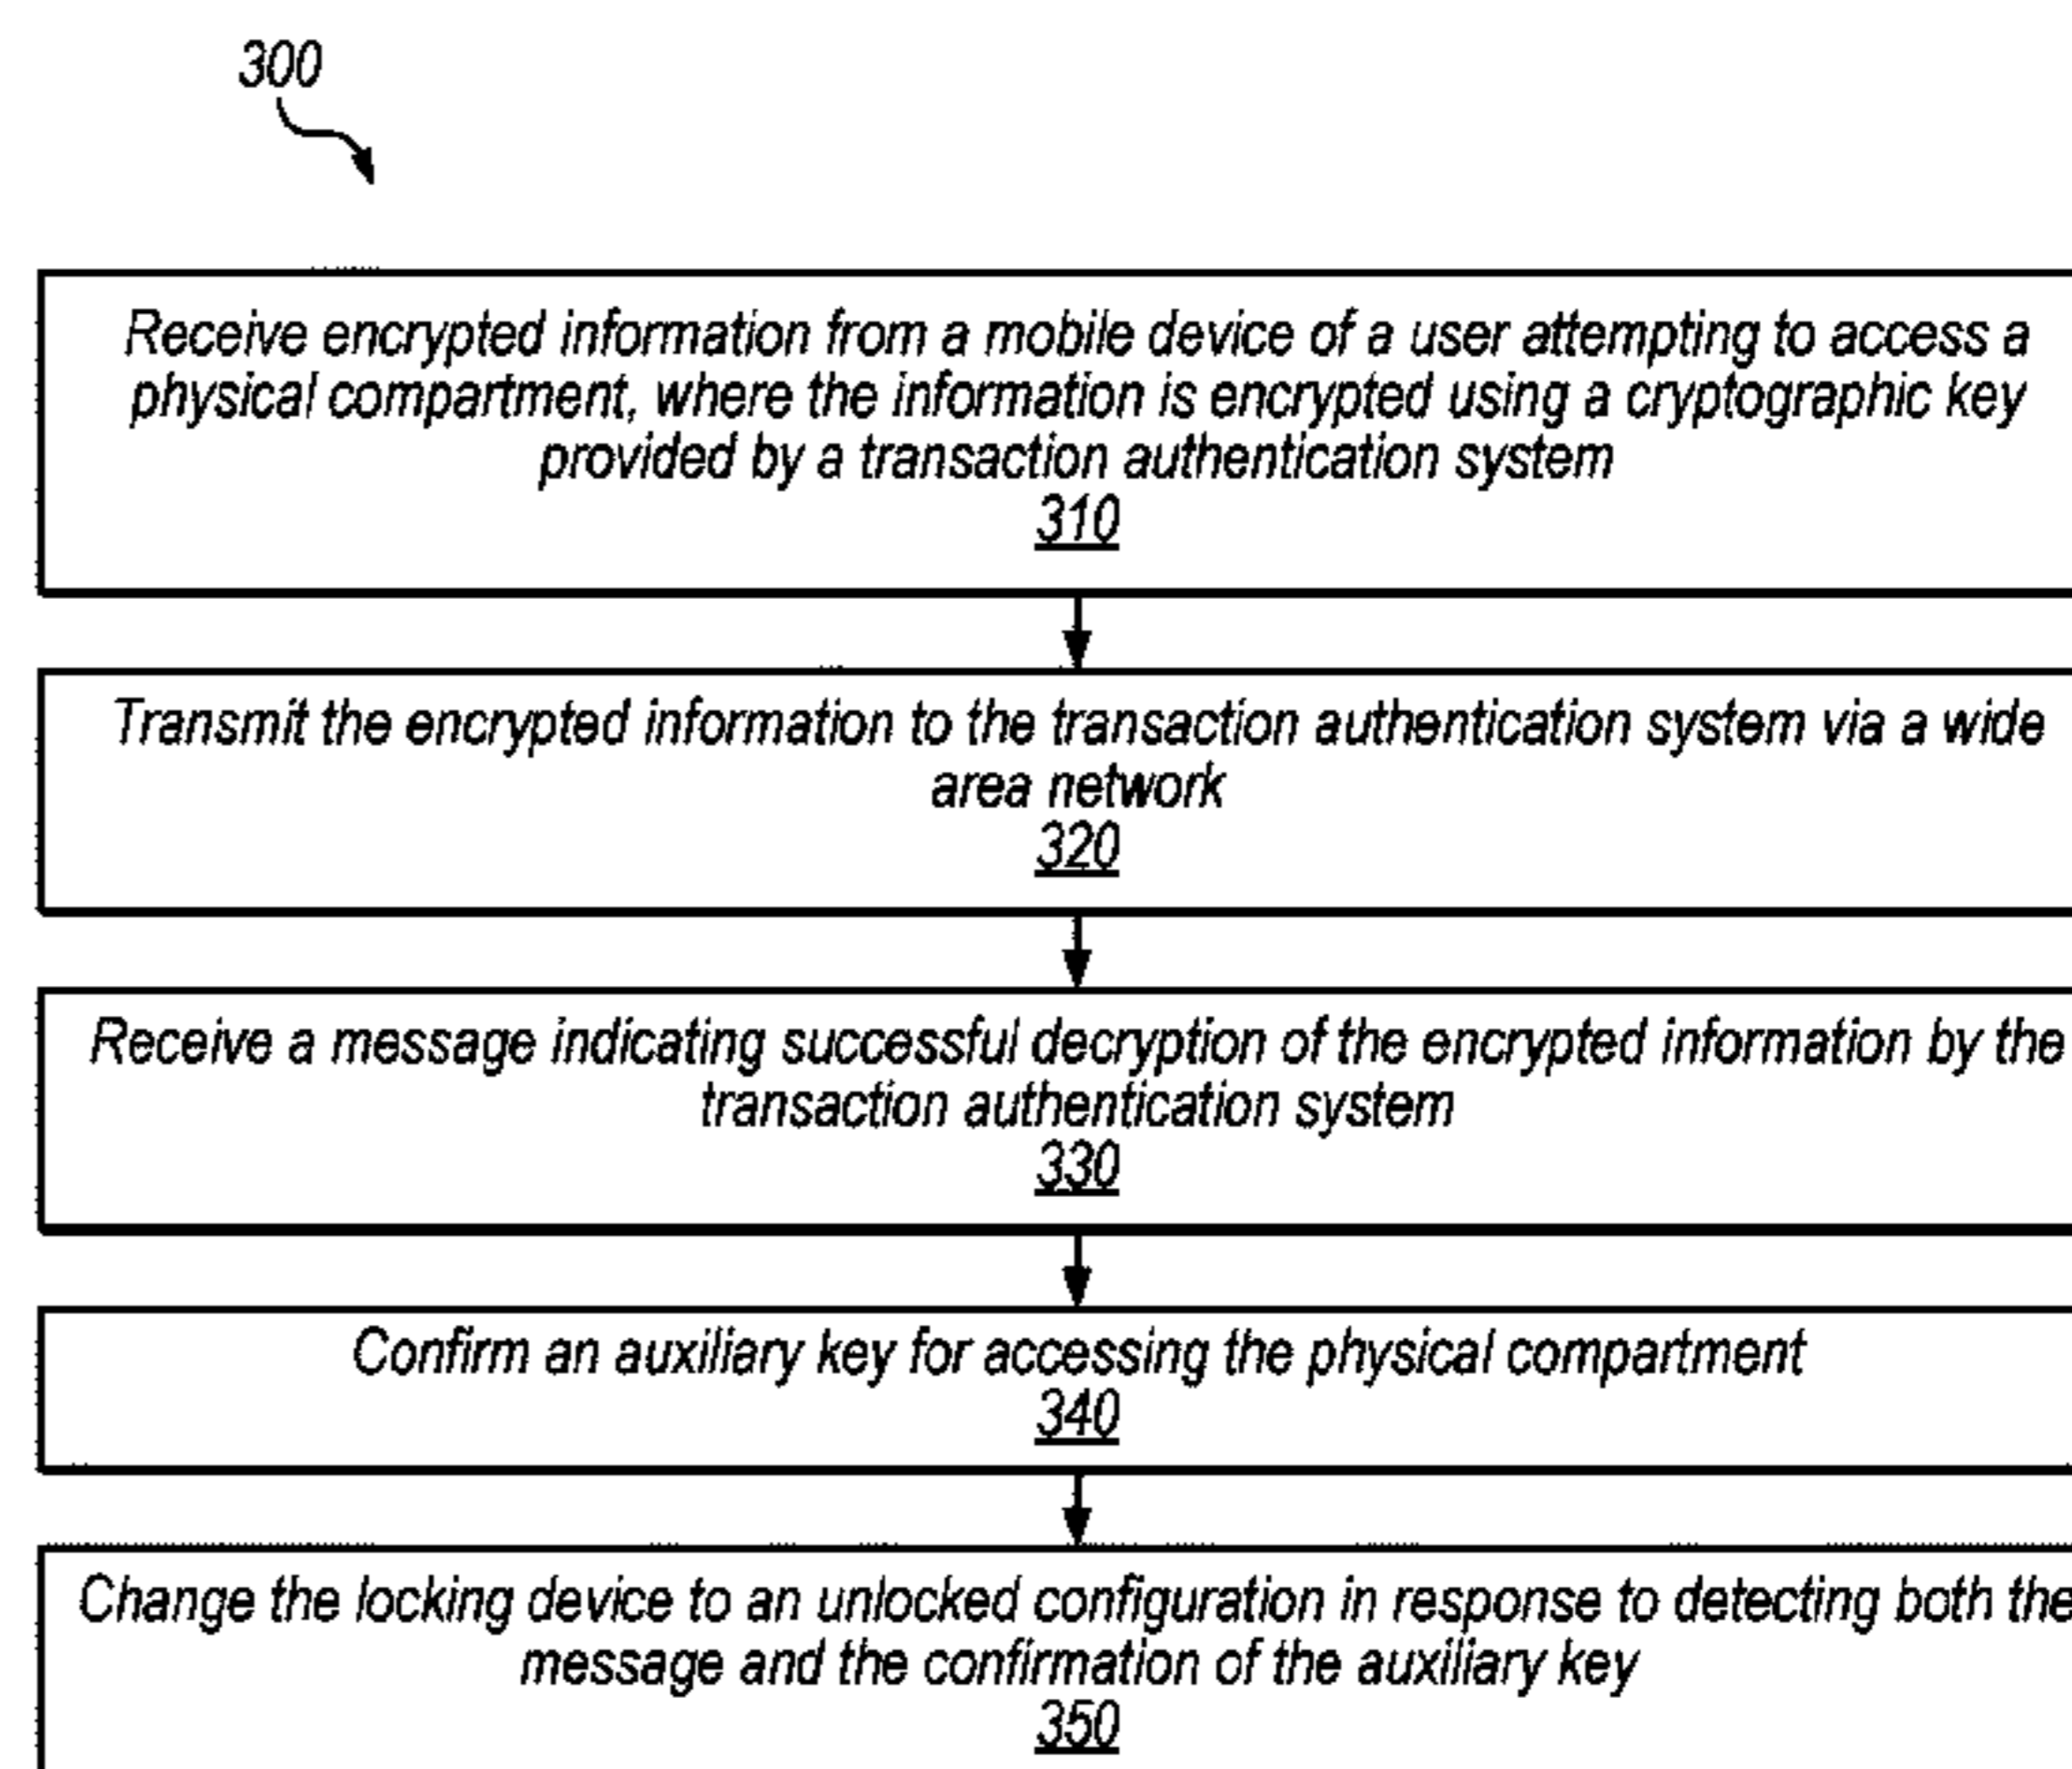 300
Receive encrypted information from a mobile device of a user attempting to access a
physical compartment, where the information is encrypted using a cryptographic key
provided by a transaction authentication system
310
Transmit the encrypted information to the transaction authentication system via a wide
area network
320
Receive a message indicating successful decryption of the encrypted information by the
transaction authentication system
330
Confirm an auxiliary key for accessing the physical compartment
340
Change the locking device to an unlocked configuration in response to detecting both the
message and the confirmation of the auxiliary key
350